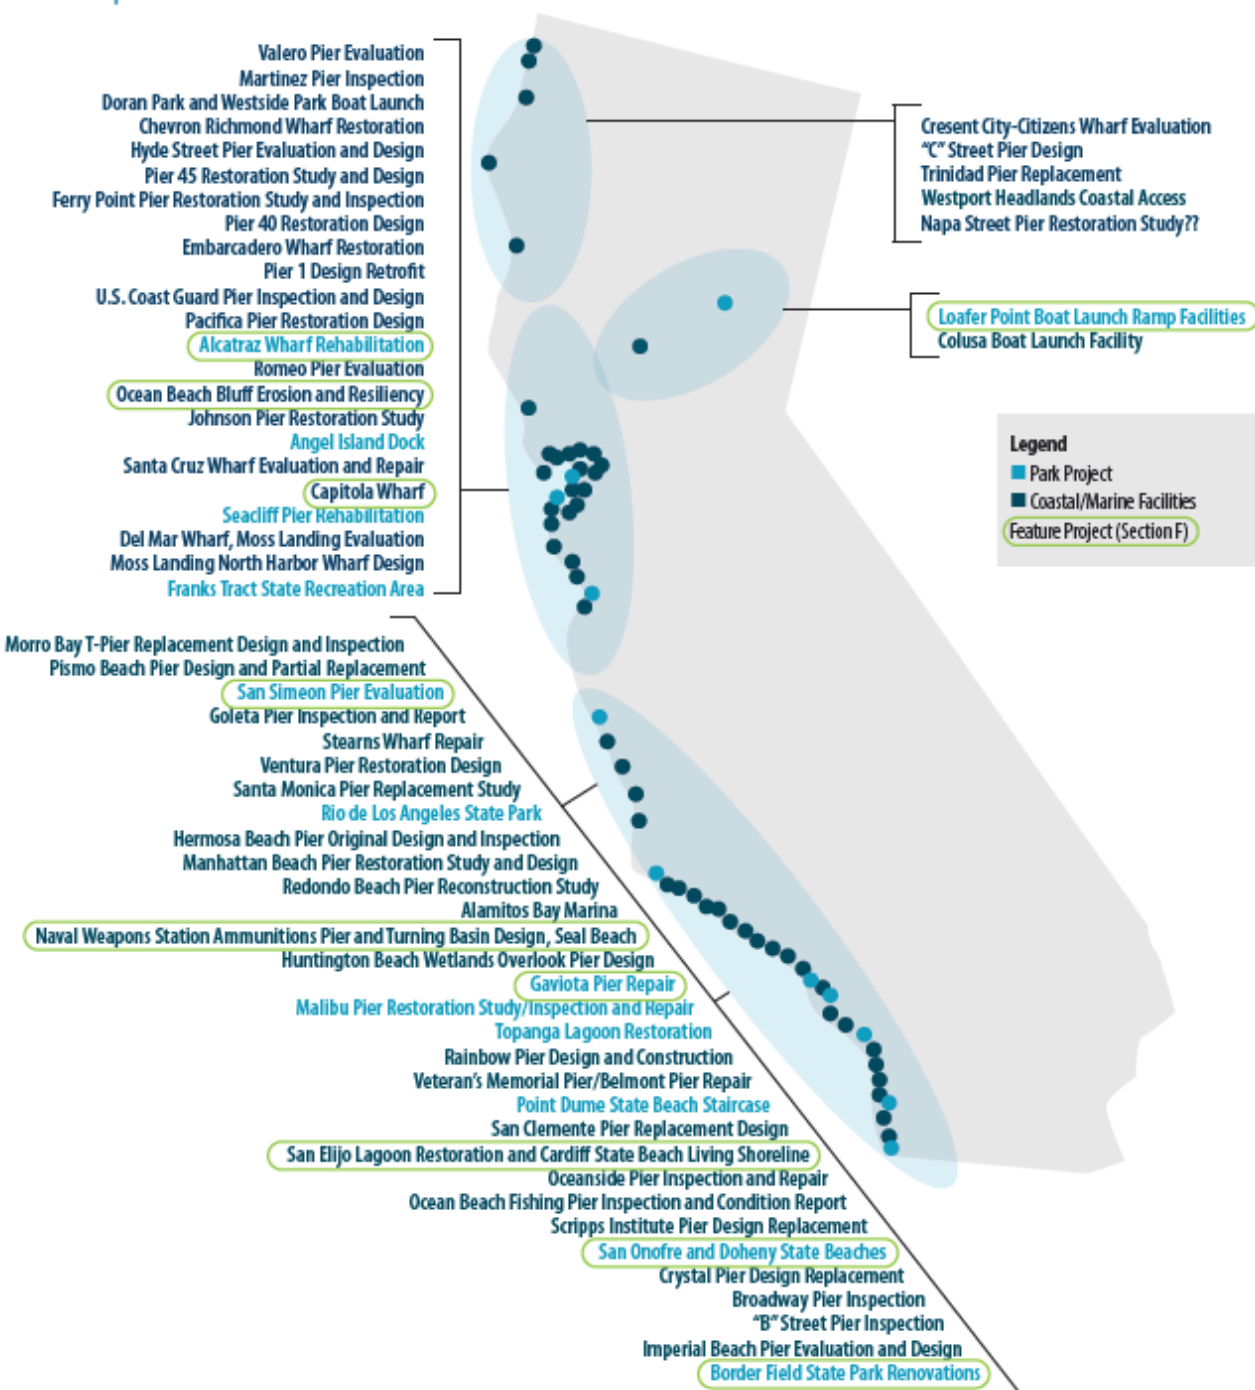 Valero Pier Evaluation
Martinez Pier Inspection
Doran Park and Westside Park Boat Launch
Chevron Richmond Wharf Restoration
Hyde Street Pier Evaluation and Design
Pier 45 Restoration Study and Design
Ferry Point Pier Restoration Study and Inspection
Pier 40 Restoration Design
Embarcadero Wharf Restoration
Pier 1 Design Retrofit
U.S. Coast Guard Pier Inspection and Design
Pacifica Pier Restoration Design
Alcatraz Wharf Rehabilitation
Romeo Pier Evaluation
Ocean Beach Bluff Erosion and Resiliency
Johnson Pier Restoration Study
Angel Island Dock
Santa Cruz Wharf Evaluation and Repair
Capitola Wharf
Seacliff Pier Rehabilitation
Del Mar Wharf, Moss Landing Evaluation
Moss Landing North Harbor Wharf Design
Franks Tract State Recreation Area
Cresent City-Citizens Wharf Evaluation
“C” Street Pier Design
Trinidad Pier Replacement
Westport Headlands Coastal Access
Napa Street Pier Restoration Study??
Loafer Point Boat Launch Ramp Facilities
Colusa Boat Launch Facility
Legend
Park Project
Coastal/Marine Facilities
Feature Project (Section F)
Morro Bay T-Pier Replacement Design and Inspection
Pismo Beach Pier Design and Partial Replacement
San Simeon Pier Evaluation
Goleta Pier Inspection and Report
Stearns Wharf Repair
Ventura Pier Restoration Design
Santa Monica Pier Replacement Study
Rio de Los Angeles State Park
Hermosa Beach Pier Original Design and Inspection
Manhattan Beach Pier Restoration Study and Design
Redondo Beach Pier Reconstruction Study
Alamitos Bay Marina
Naval Weapons Station Ammunitions Pier and Turning Basin Design, Seal Beach
Huntington Beach Wetlands Overlook Pier Design
Gaviota Pier Repair
Malibu Pier Restoration Study/Inspection and Repair
Topanga Lagoon Restoration
Rainbow Pier Design and Construction
Veteran’s Memorial Pier/Belmont Pier Repair
Point Dume State Beach Staircase
San Clemente Pier Replacement Design
San Elijo Lagoon Restoration and Cardiff State Beach Living Shoreline
Oceanside Pier Inspection and Repair
Ocean Beach Fishing Pier Inspection and Condition Report
Scripps Institute Pier Design Replacement
San Onofre and Doheny State Beaches
Crystal Pier Design Replacement
Broadway Pier Inspection
“B” Street Pier Inspection
Imperial Beach Pier Evaluation and Design
Border Field State Park Renovations